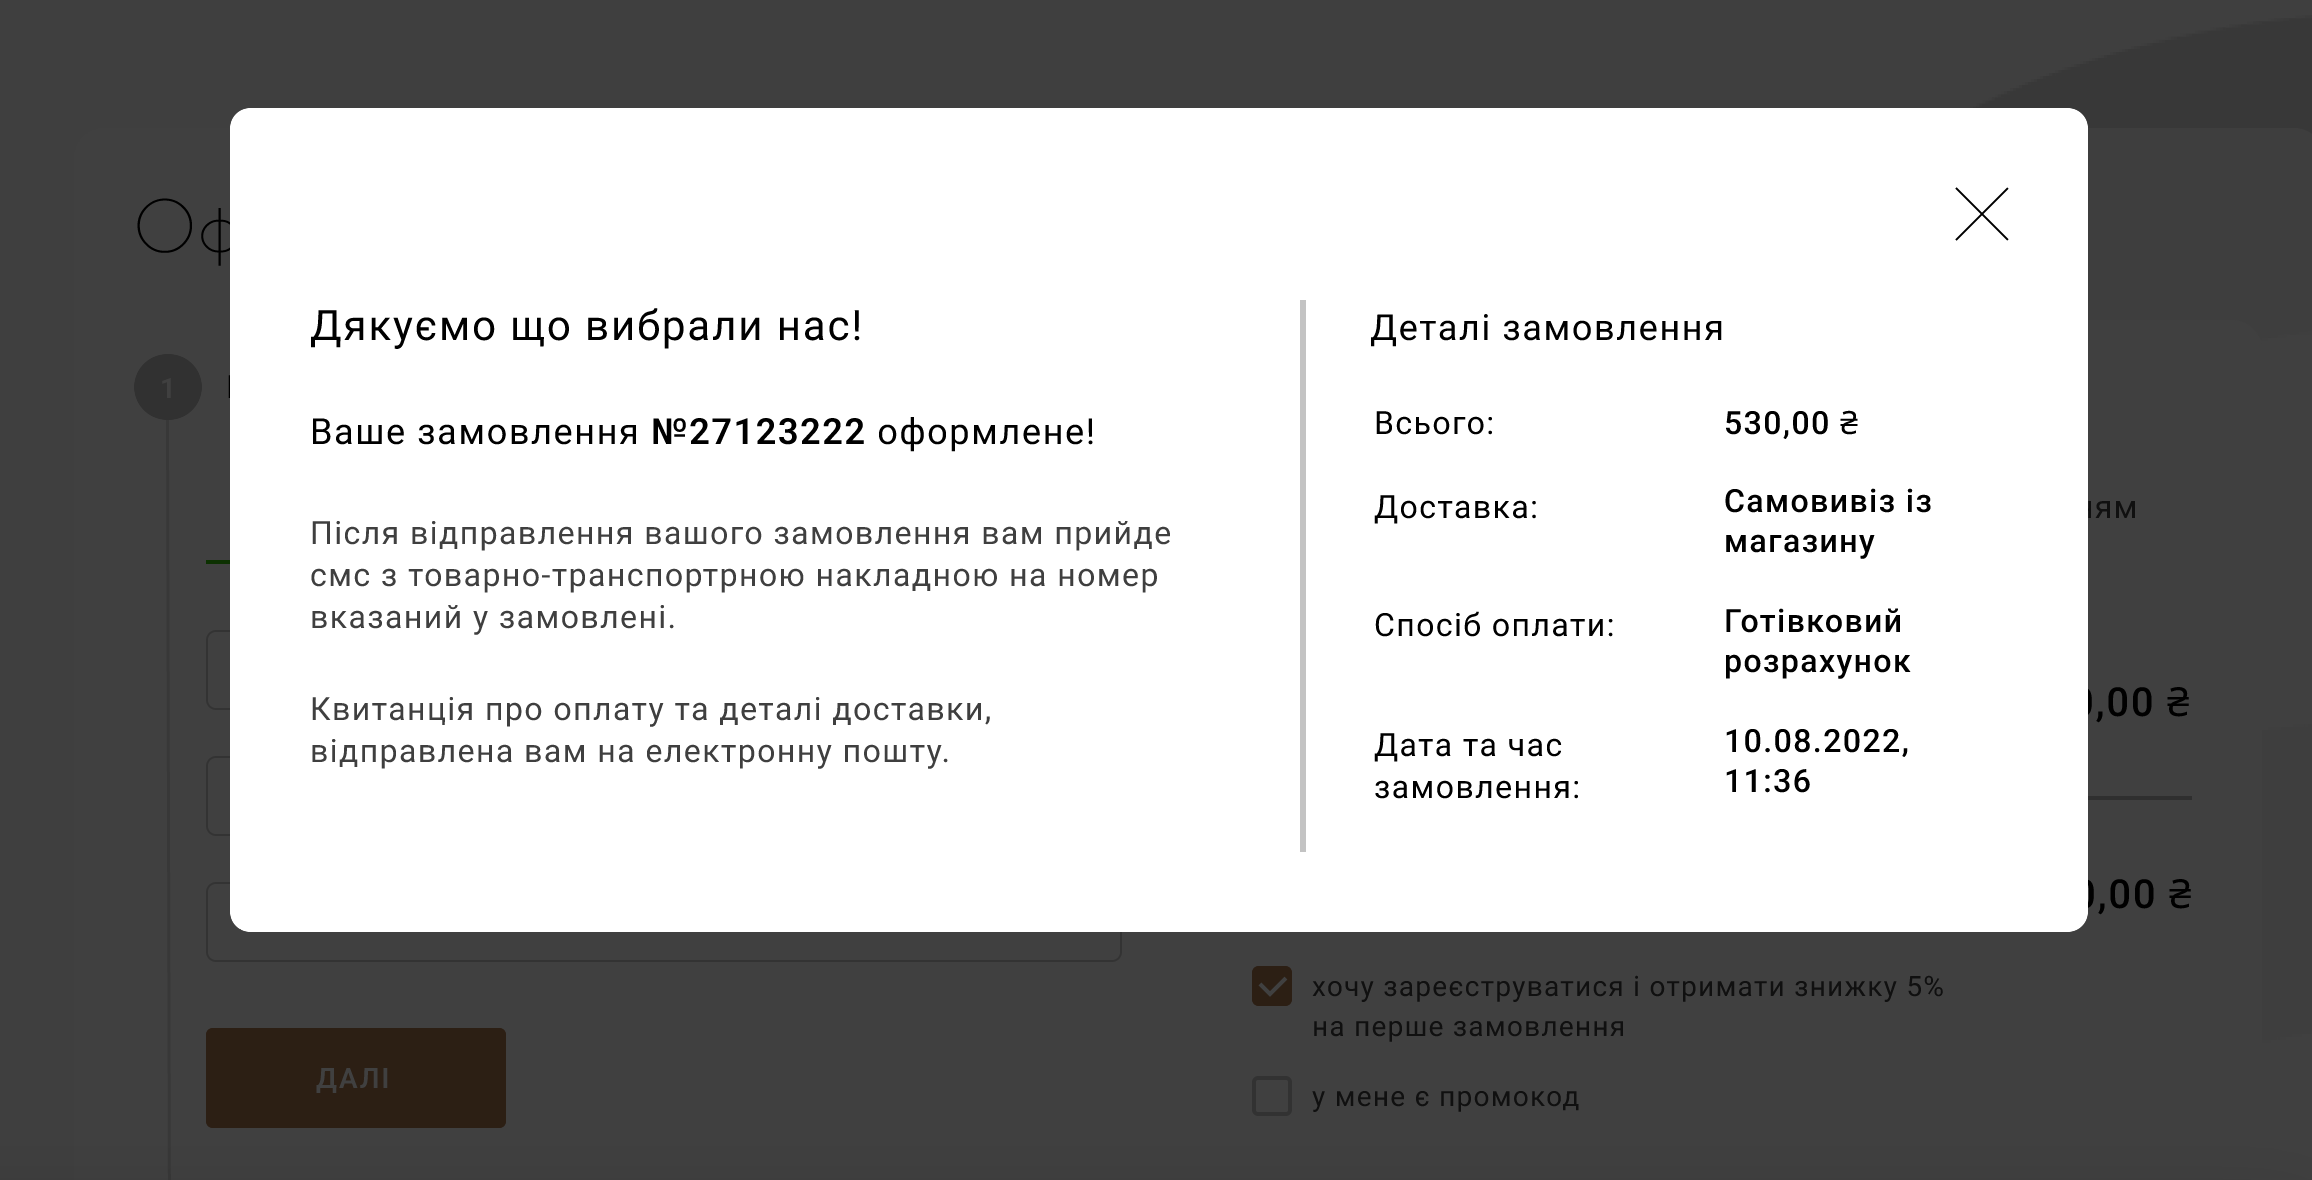 Дякуємо що вибрали нас!
Ваше замовлення №27123222 оформлене!
Після відправлення вашого замовлення вам прийде
смс з товарно-транспортрною накладною на номер
вказаний у замовлені.
Квитанція про оплату та деталі доставки,
відправлена вам на електронну пошту.
Деталі замовлення
Всього: 530,00 ₴
Доставка: Самовивіз із
магазину
Спосіб оплати: Готівковий
розрахунок
Дата та час 10.08.2022,
замовлення: 11:36
Оф
1
ням
,00 ₴
,00 ₴
хочу зареєструватися і отримати знижку 5%
на перше замовлення
у мене є промокод
ДАЛІ